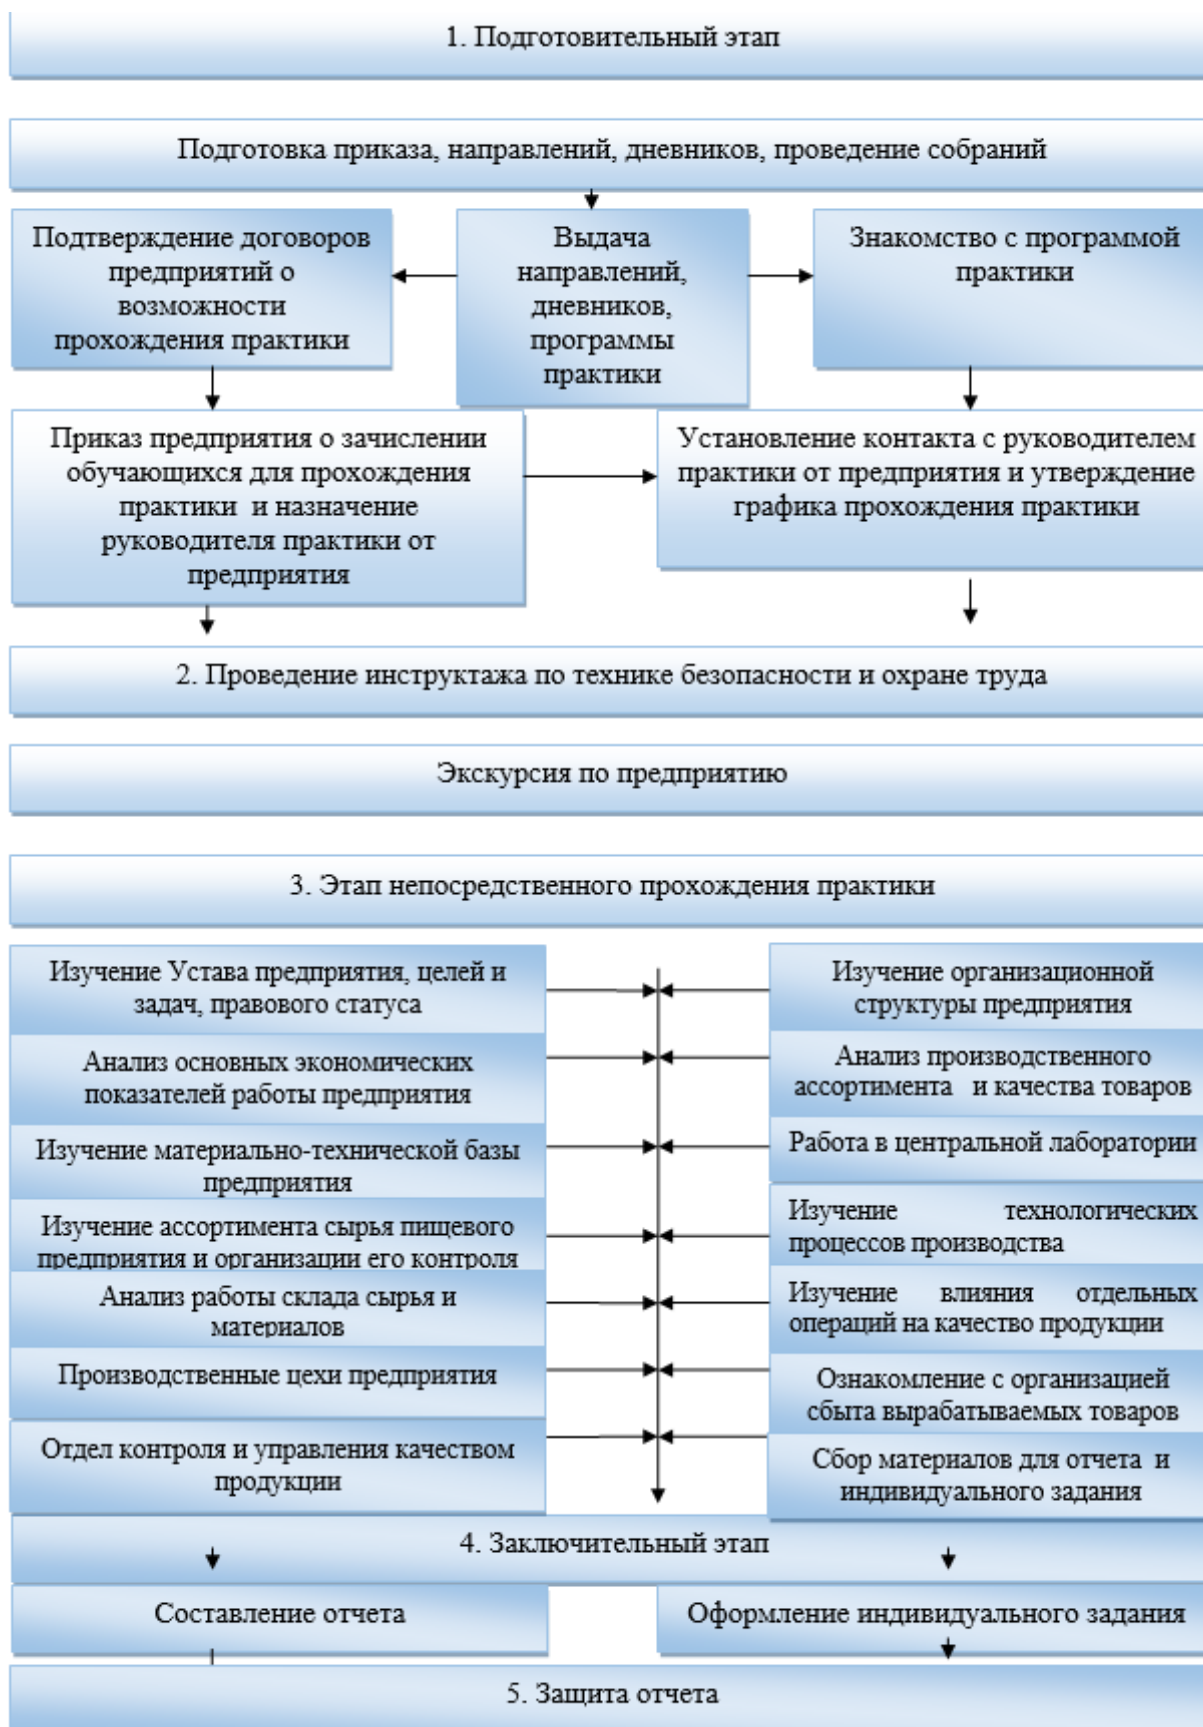 1. Подготовительный этап
Подготовка приказа, направлений, дневников, проведение собраний
Подтверждение договоров
предприятий о
возможности
прохождения практики
Выдача
направлений,
дневников,
программы
практики
Знакомство с программой
практики
Приказ предприятия о зачислении
обучающихся для прохождения
практики и назначение
руководителя практики от
предприятия
Установление контакта с руководителем
практики от предприятия и утверждение
графика прохождения практики
2. Проведение инструктажа по технике безопасности и охране труда
Экскурсия по предприятию
3. Этап непосредственного прохождения практики
Изучение Устава предприятия, целей и
задач, правового статуса
Анализ основных экономических
показателей работы предприятия
Изучение материально-технической базы
предприятия
Изучение ассортимента сырья пищевого
предприятия и организации его контроля
Анализ работы склада сырья и
материалов
Производственные цехи предприятия
Отдел контроля и управления качеством
продукции
Изучение организационной
структуры предприятия
Анализ производственного
ассортимента и качества товаров
Работа в центральной лаборатории
Изучение технологических
процессов производства
Изучение влияния отдельных
операций на качество продукции
Ознакомление с организацией
сбыта вырабатываемых товаров
Сбор материалов для отчета и
индивидуального задания
4. Заключительный этап
Составление отчета
Оформление индивидуального задания
5. Защита отчета